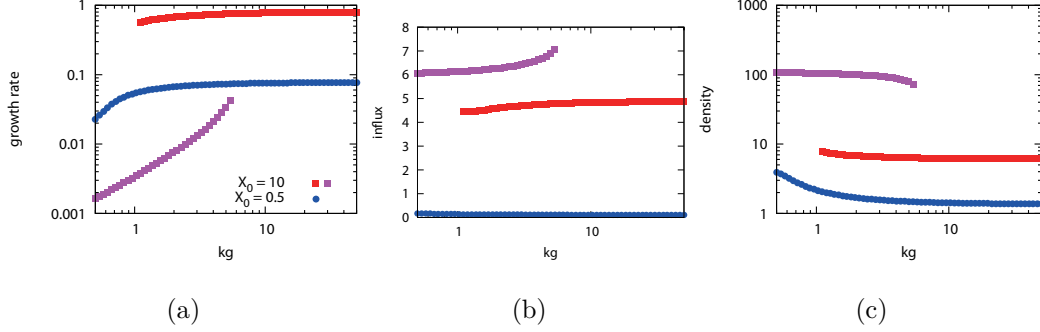 1
0.1
0.01
0.001
growth rate
X₀ = 10
X₀ = 0.5
1
10
kg
(a)
8
7
6
5
4
3
2
1
0
influx
1
10
kg
(b)
1000
100
10
1
density
1
10
kg
(c)